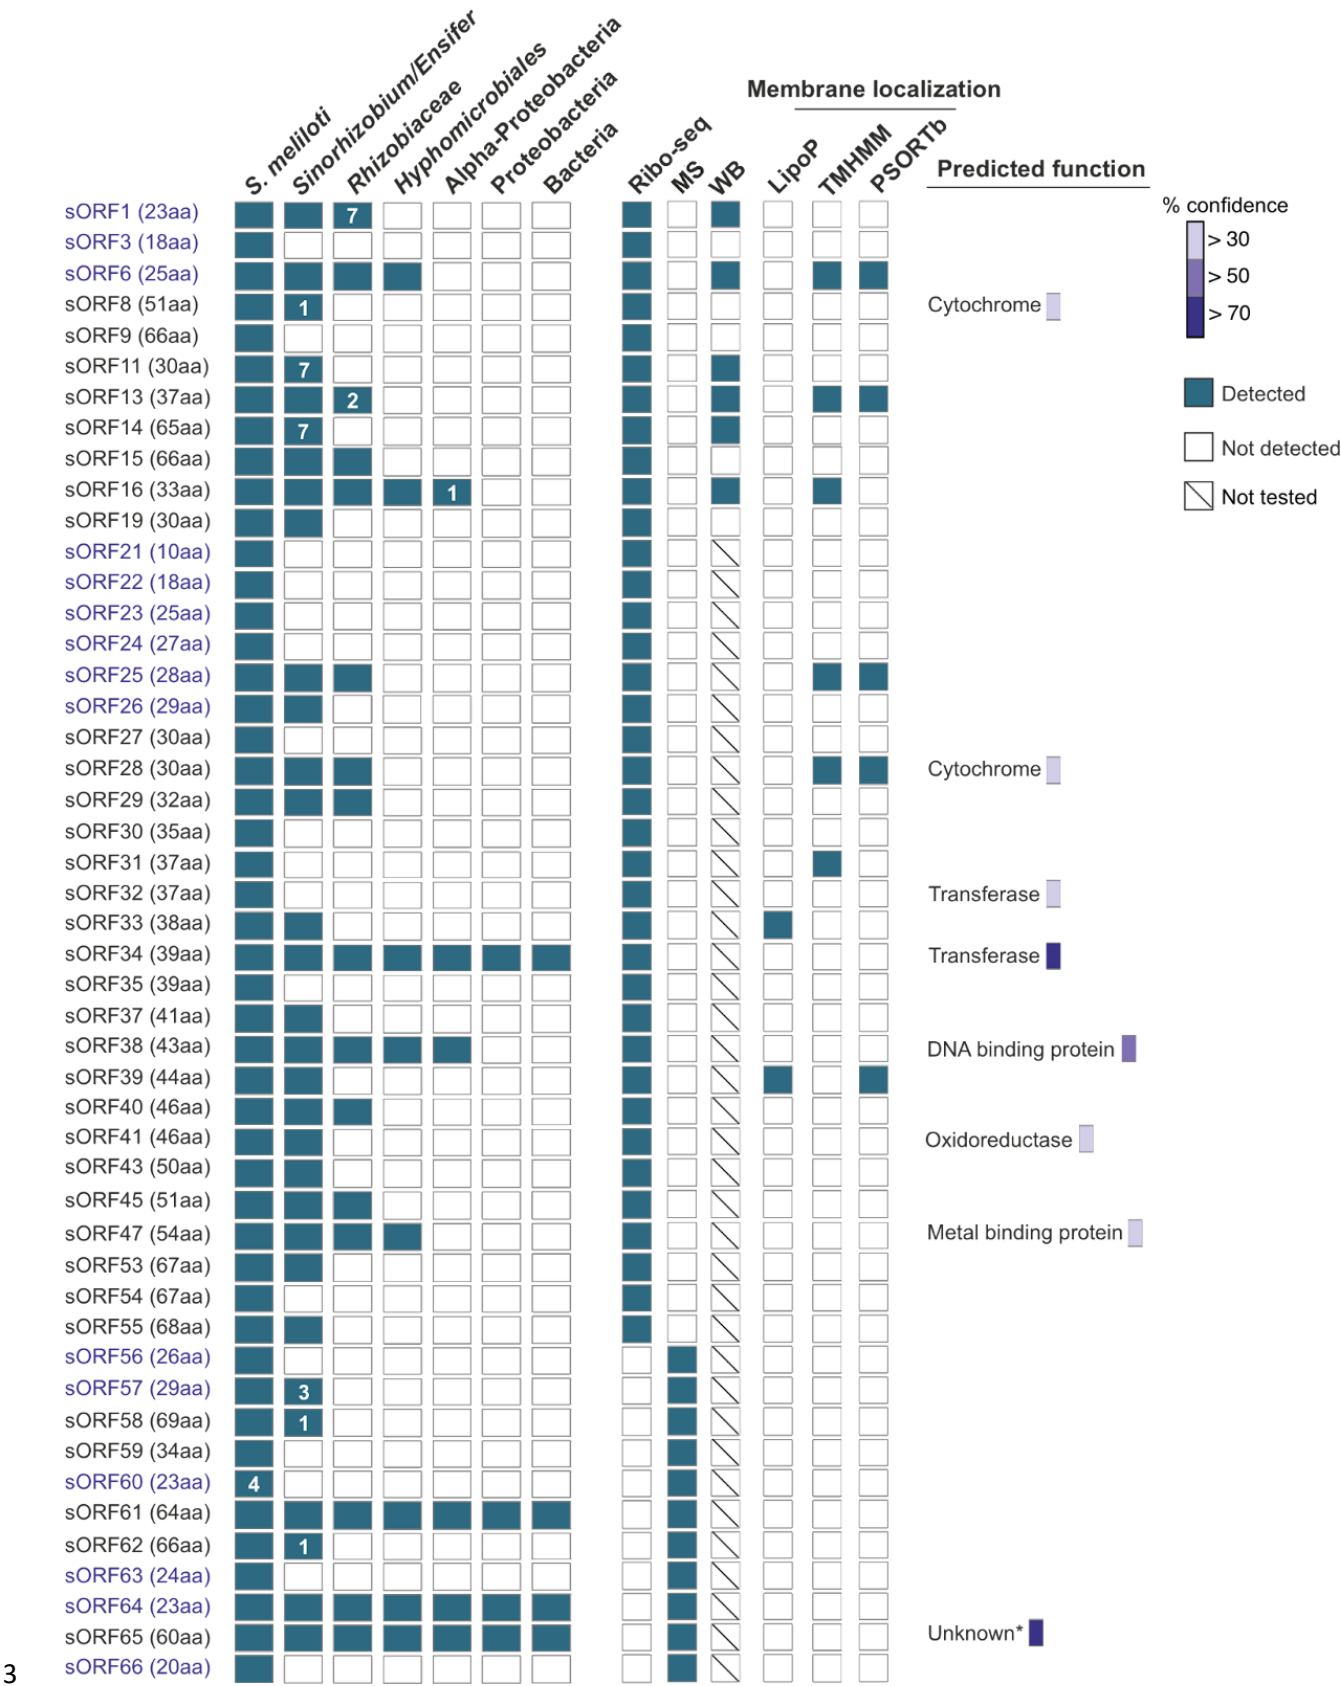 S. meliloti
Sinorhizobium/Ensifer
Rhizobiaceae
Hyphomicrobiales
Alpha-Proteobacteria
Proteobacteria
Bacteria
Ribo-seq
MS
WB
Membrane localization
LipoP
TMHMM
PSORTb
Predicted function
% confidence
> 30
> 50
> 70
Detected
Not detected
Not tested
sORF1 (23aa) 7
sORF3 (18aa)
sORF6 (25aa)
sORF8 (51aa) 1 Cytochrome
sORF9 (66aa)
sORF11 (30aa) 7
sORF13 (37aa) 2
sORF14 (65aa) 7
sORF15 (66aa)
sORF16 (33aa) 1
sORF19 (30aa)
sORF21 (10aa)
sORF22 (18aa)
sORF23 (25aa)
sORF24 (27aa)
sORF25 (28aa)
sORF26 (29aa)
sORF27 (30aa)
sORF28 (30aa) Cytochrome
sORF29 (32aa)
sORF30 (35aa)
sORF31 (37aa)
sORF32 (37aa) Transferase
sORF33 (38aa)
sORF34 (39aa) Transferase
sORF35 (39aa)
sORF37 (41aa)
sORF38 (43aa) DNA binding protein
sORF39 (44aa)
sORF40 (46aa)
sORF41 (46aa) Oxidoreductase
sORF43 (50aa)
sORF45 (51aa)
sORF47 (54aa) Metal binding protein
sORF53 (67aa)
sORF54 (67aa)
sORF55 (68aa)
sORF56 (26aa)
sORF57 (29aa) 3
sORF58 (69aa) 1
sORF59 (34aa)
sORF60 (23aa) 4
sORF61 (64aa)
sORF62 (66aa) 1
sORF63 (24aa)
sORF64 (23aa)
sORF65 (60aa) Unknown*
sORF66 (20aa)
3